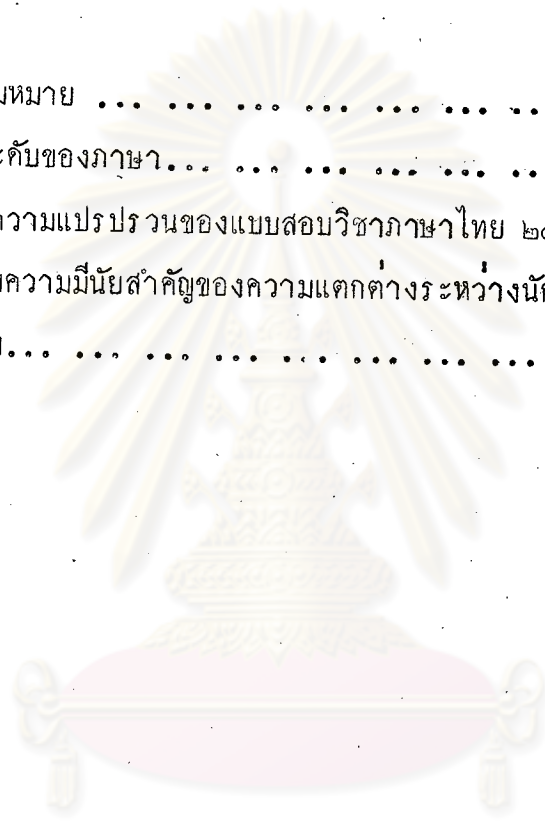 มหมาย ... ... ... ... ... ... ..
ะดับของภาษา... ... ... ... ... ..
ความแปรปรวนของแบบสอบวิชาภาษาไทย ๒๐
ความมีนัยสำคัญของความแตกต่างระหว่างนัย
... ... ... ... ... ... ... ...